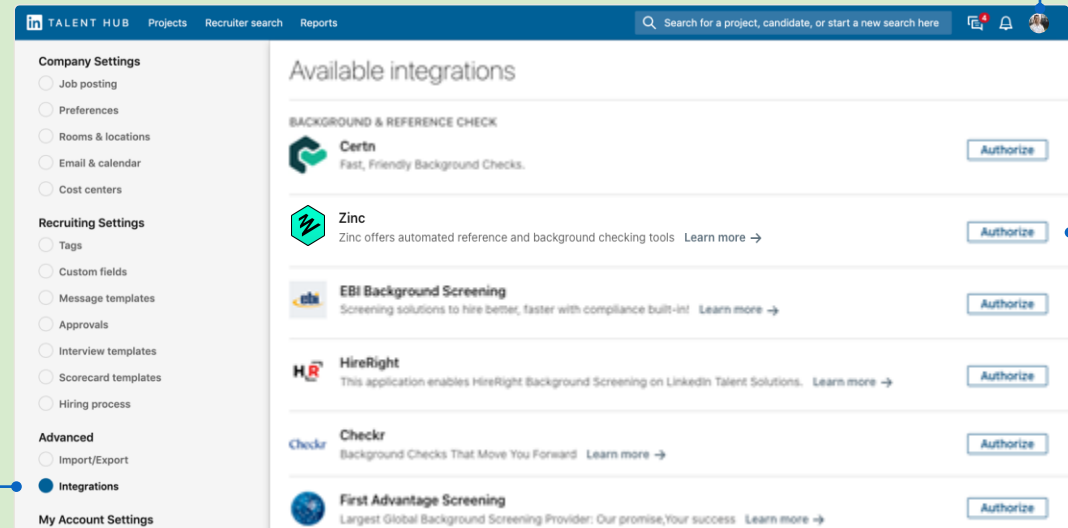 in TALENT HUB Projects Recruiter search Reports Search for a project, candidate, or start a new search here 4
Company Settings
Job posting
Preferences
Rooms & locations
Email & calendar
Cost centers
Recruiting Settings
Tags
Custom fields
Message templates
Approvals
Interview templates
Scorecard templates
Hiring process
Advanced
Import/Export
Integrations
My Account Settings
Available integrations
BACKGROUND & REFERENCE CHECK
Certn
Fast, Friendly Background Checks.
Authorize
Zinc
Zinc offers automated reference and background checking tools Learn more →
Authorize
ebi
EBI Background Screening
Screening solutions to hire better, faster with compliance built-in! Learn more →
Authorize
HR
HireRight
This application enables HireRight Background Screening on LinkedIn Talent Solutions. Learn more →
Authorize
Checkr
Checkr
Background Checks That Move You Forward Learn more →
Authorize
First Advantage Screening
Largest Global Background Screening Provider: Our promise,Your success Learn more →
Authorize